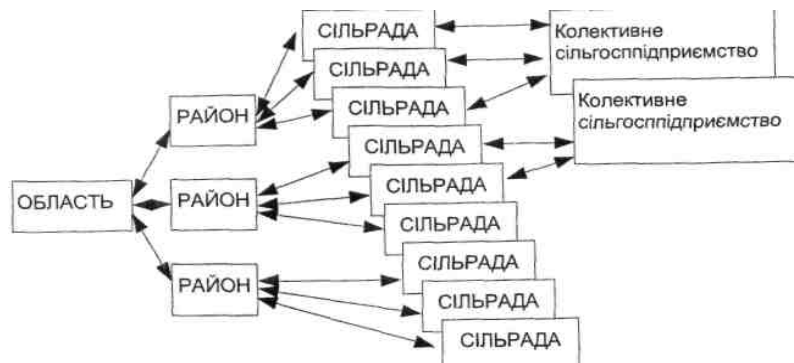 СІЛЬРАДА
Колективне
сільгосппідприємство
СІЛЬРАДА
СІЛЬРАДА
Колективне
сільгосппідприємство
РАЙОН
СІЛЬРАДА
СІЛЬРАДА
ОБЛАСТЬ
РАЙОН
СІЛЬРАДА
СІЛЬРАДА
РАЙОН
СІЛЬРАДА
СІЛЬРАДА